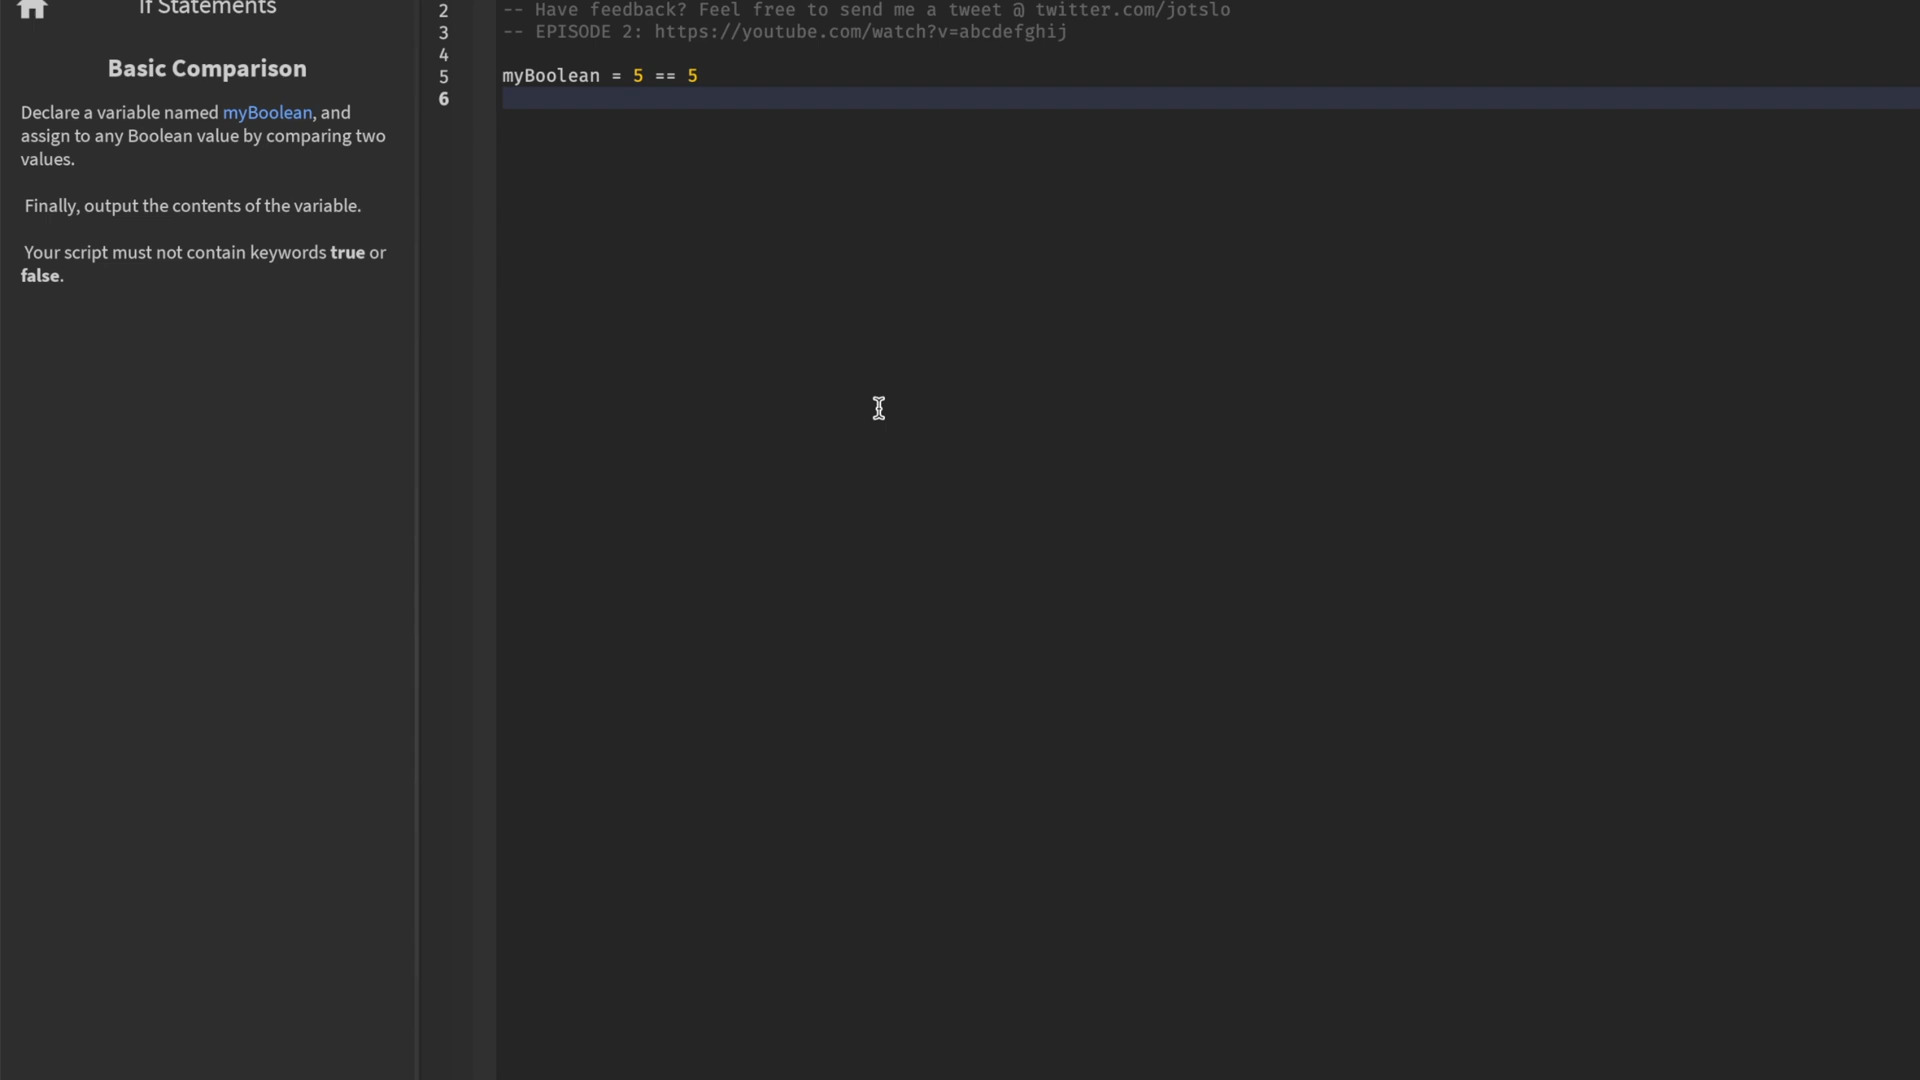 If Statements
Basic Comparison
Declare a variable named myBoolean, and
assign to any Boolean value by comparing two
values.
Finally, output the contents of the variable.
Your script must not contain keywords true or
false.
2 -- Have feedback? Feel free to send me a tweet @ twitter.com/jotslo
3 -- EPISODE 2: https://youtube.com/watch?v=abcdefghij
4
5 myBoolean = 5 == 5
6